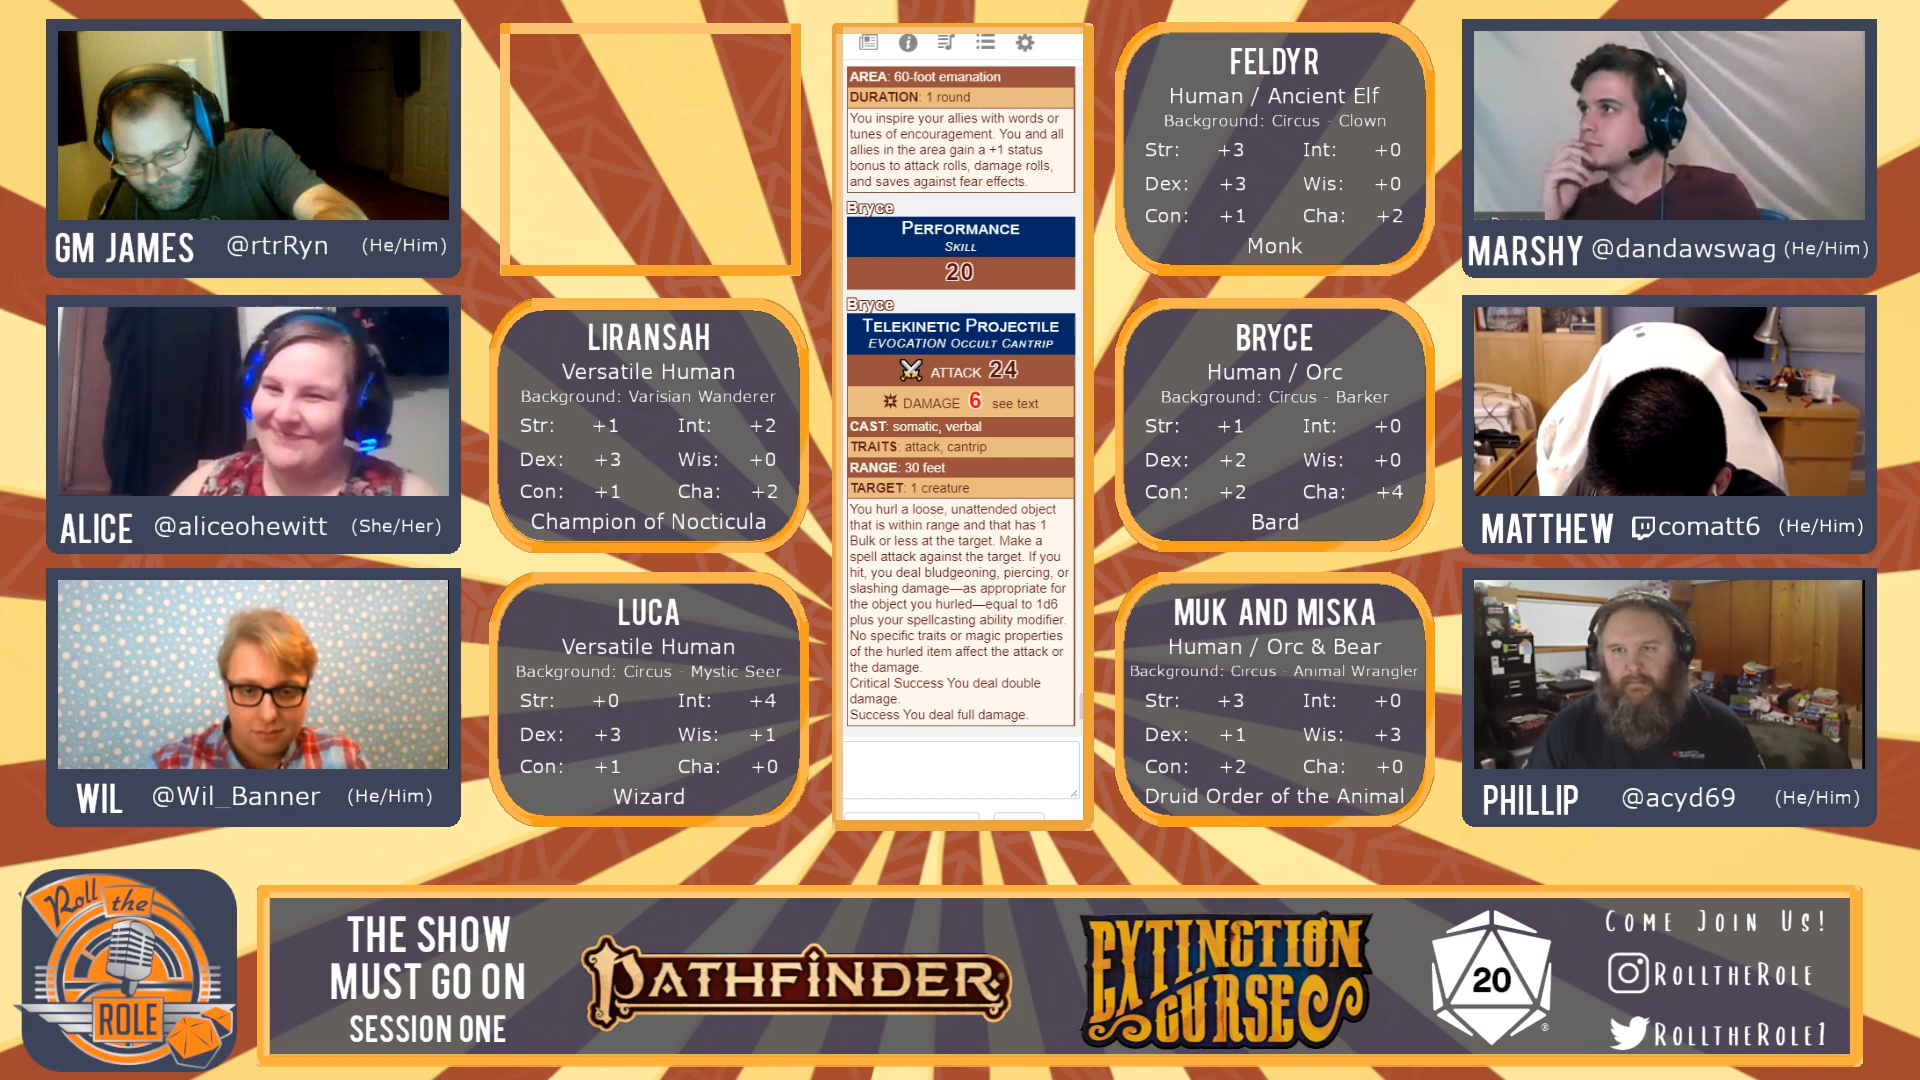 GM JAMES @rtrRyn (He/Him)
ALICE @aliceohewitt (She/Her)
WIL @Wil_Banner (He/Him)
LIRANSAH
Versatile Human
Background: Varisian Wanderer
Str: +1 Int: +2
Dex: +3 Wis: +0
Con: +1 Cha: +2
Champion of Nocticula
LUCA
Versatile Human
Background: Circus - Mystic Seer
Str: +0 Int: +4
Dex: +3 Wis: +1
Con: +1 Cha: +0
Wizard
AREA: 60-foot emanation
DURATION: 1 round
You inspire your allies with words or
tunes of encouragement. You and all
allies in the area gain a +1 status
bonus to attack rolls, damage rolls,
and saves against fear effects.
Bryce
PERFORMANCE
SKILL
20
Bryce
TELEKINETIC PROJECTILE
EVOCATION OCCULT CANTRIP
ATTACK 24
DAMAGE 6 see text
CAST: somatic, verbal
TRAITS: attack, cantrip
RANGE: 30 feet
TARGET: 1 creature
You hurl a loose, unattended object
that is within range and that has 1
Bulk or less at the target. Make a
spell attack against the target. If you
hit, you deal bludgeoning, piercing, or
slashing damage—as appropriate for
the object you hurled—equal to 1d6
plus your spellcasting ability modifier.
No specific traits or magic properties
of the hurled item affect the attack or
the damage.
Critical Success You deal double
damage.
Success You deal full damage.
FELDYR
Human / Ancient Elf
Background: Circus - Clown
Str: +3 Int: +0
Dex: +3 Wis: +0
Con: +1 Cha: +2
Monk
BRYCE
Human / Orc
Background: Circus - Barker
Str: +1 Int: +0
Dex: +2 Wis: +0
Con: +2 Cha: +4
Bard
MUK AND MISKA
Human / Orc & Bear
Background: Circus - Animal Wrangler
Str: +3 Int: +0
Dex: +1 Wis: +3
Con: +2 Cha: +0
Druid Order of the Animal
MARSHY @dandawswag (He/Him)
MATTHEW comatt6 (He/Him)
PHILLIP @acyd69 (He/Him)
Roll the
ROLE
THE SHOW
MUST GO ON
SESSION ONE
PATHFINDER
EXTINCTION
CURSE
20
COME JOIN US!
ROLLTHEROLE
ROLLTHEROLE1